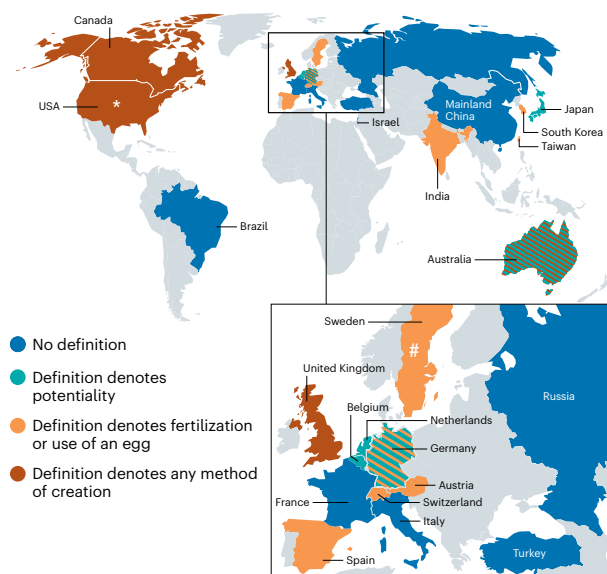 Canada
USA
*
Israel
Mainland
China
Japan
South Korea
Taiwan
India
Brazil
Australia
No definition
Definition denotes
potentiality
Definition denotes fertilization
or use of an egg
Definition denotes any method
of creation
Sweden
#
United Kingdom
Belgium
Netherlands
Russia
Germany
Austria
Switzerland
France
Italy
Spain
Turkey